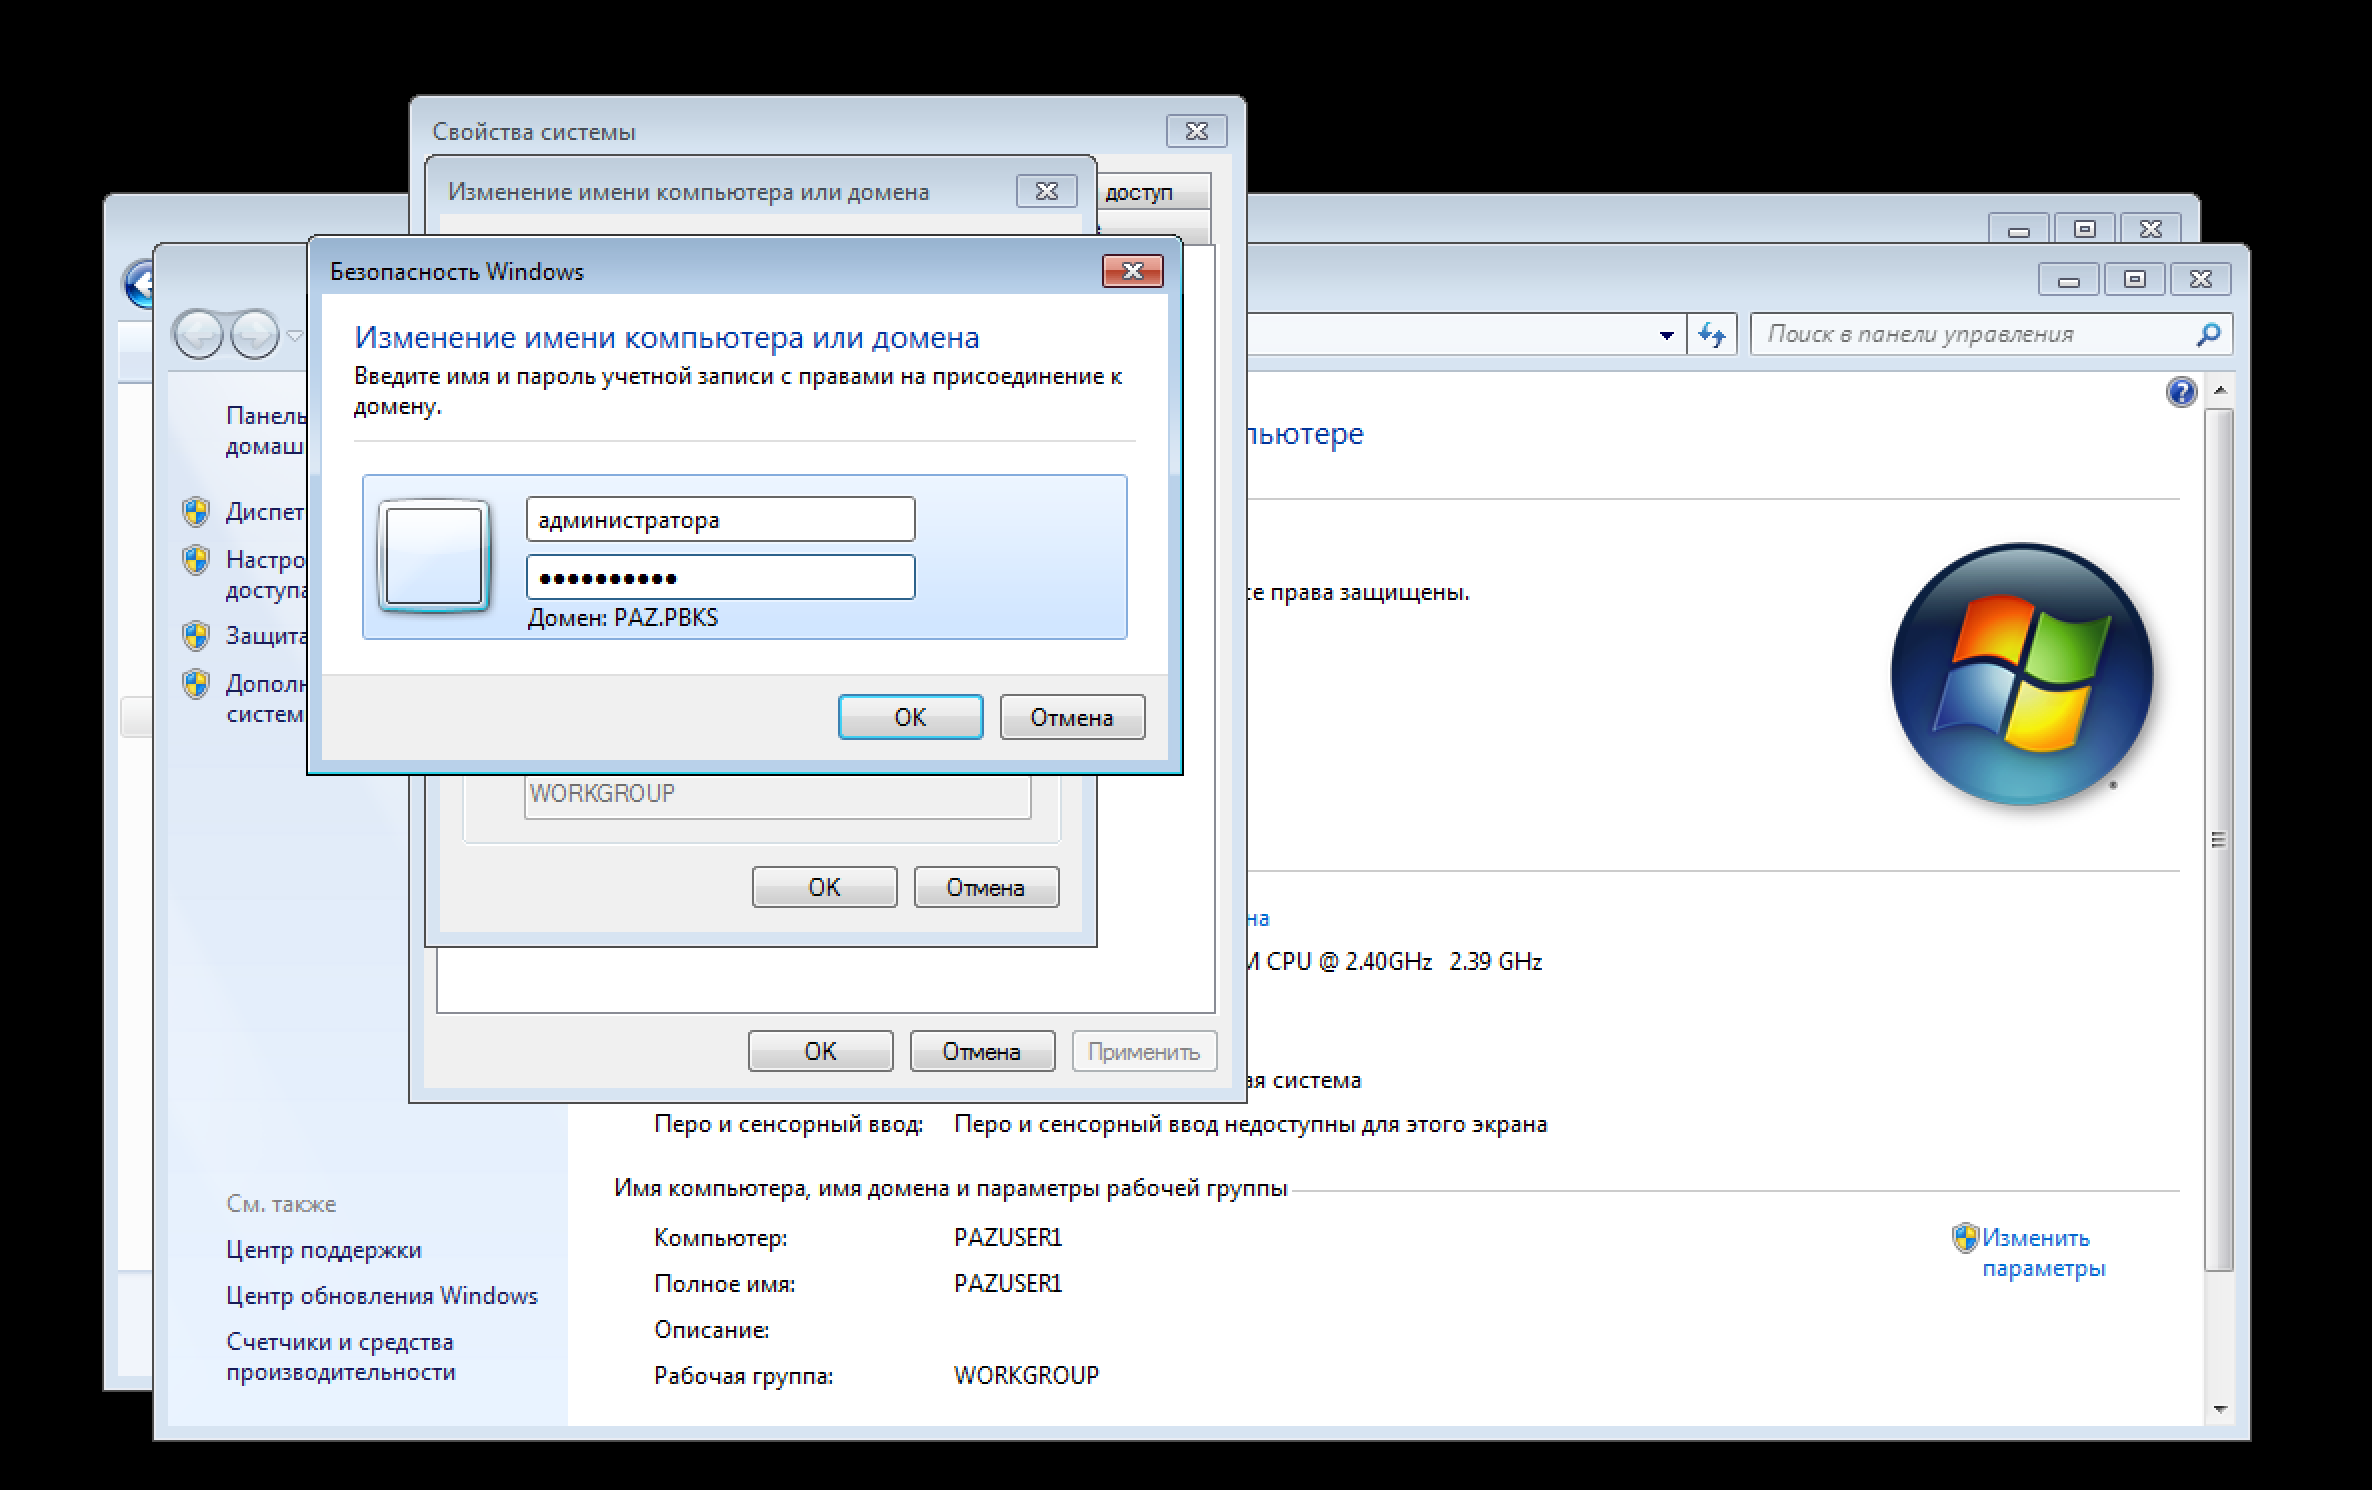 Свойства системы
Изменение имени компьютера или домена
доступ
Безопасность Windows
Изменение имени компьютера или домена
Введите имя и пароль учетной записи с правами на присоединение к
домену.
администратора
●●●●●●●●●●
Домен: PAZ.PBKS
OK
Отмена
WORKGROUP
OK
Отмена
OK
Отмена
Применить
Поиск в панели управления
Панель
домаш
Диспет
Настро
доступа
Защита
Дополн
систем
пьютере
се права защищены.
на
M CPU @ 2.40GHz 2.39 GHz
ая система
Перо и сенсорный ввод: Перо и сенсорный ввод недоступны для этого экрана
Имя компьютера, имя домена и параметры рабочей группы
Компьютер: PAZUSER1
Изменить
параметры
Полное имя: PAZUSER1
Описание:
Рабочая группа: WORKGROUP
См. также
Центр поддержки
Центр обновления Windows
Счетчики и средства
производительности